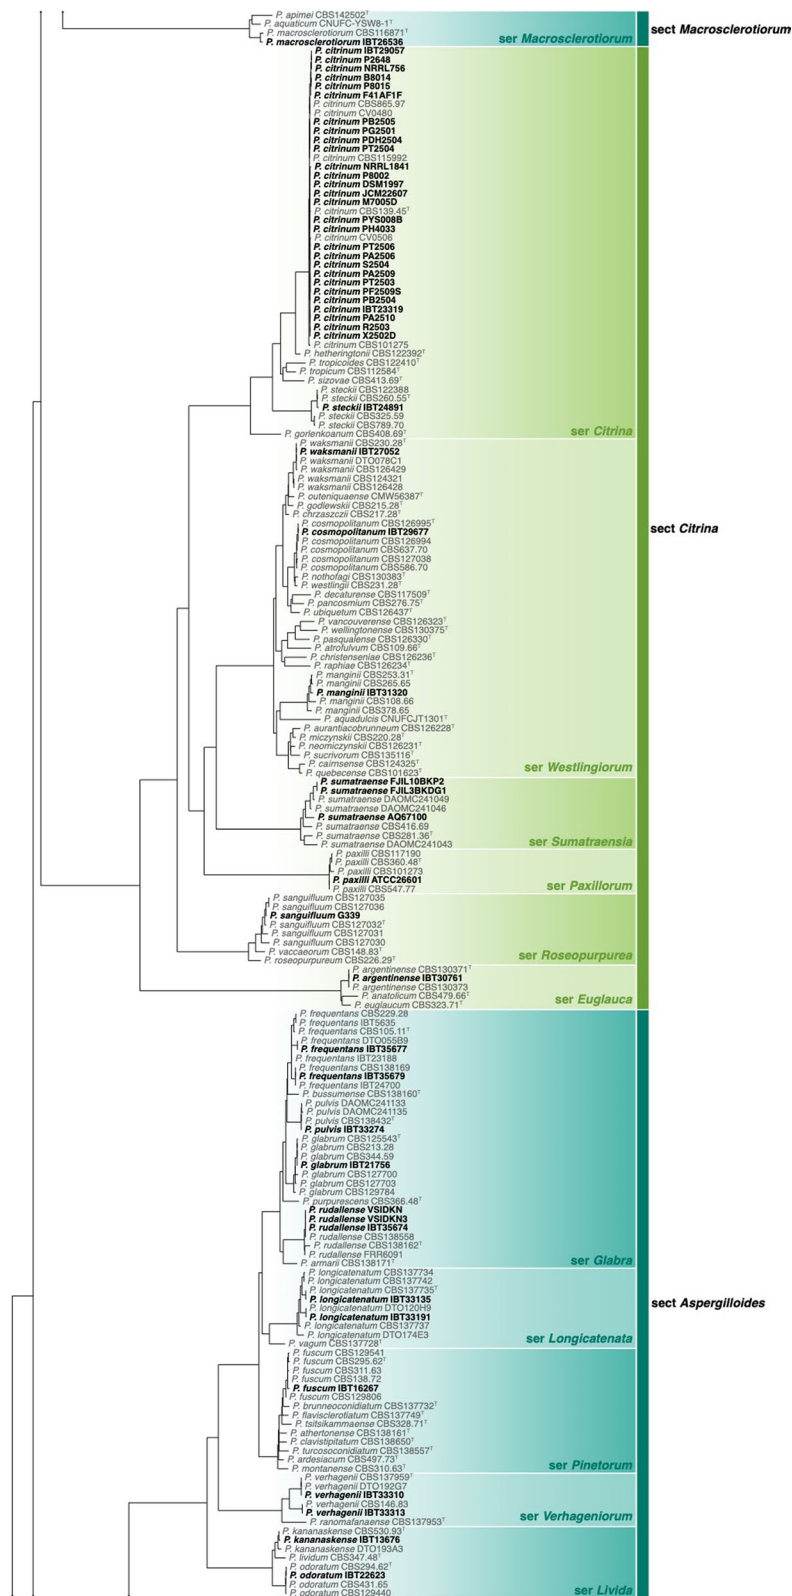 P. apimei CBS142502ᵀ
P. aquaticum CNUFC-YSW8-1ᵀ
P. macrosclerotiorum CBS116871ᵀ
P. macrosclerotiorum IBT26536
ser Macrosclerotiorum
sect Macrosclerotiorum
P. citrinum IBT29057
P. citrinum P2648
P. citrinum NRRL756
P. citrinum B8014
P. citrinum P8015
P. citrinum F41AF1F
P. citrinum CBS865.97
P. citrinum CV0480
P. citrinum PB2505
P. citrinum PG2501
P. citrinum PDH2504
P. citrinum PT2504
P. citrinum CBS115992
P. citrinum NRRL1841
P. citrinum P8002
P. citrinum DSM1997
P. citrinum JCM22607
P. citrinum M7005D
P. citrinum CBS139.45ᵀ
P. citrinum PYS008B
P. citrinum PH4033
P. citrinum CV0506
P. citrinum PT2506
P. citrinum PA2506
P. citrinum S2504
P. citrinum PA2509
P. citrinum PT2503
P. citrinum PF2509S
P. citrinum PB2504
P. citrinum IBT23319
P. citrinum PA2510
P. citrinum R2503
P. citrinum X2502D
P. citrinum CBS101275
P. hetheringtonii CBS122392ᵀ
P. tropicoides CBS122410ᵀ
P. tropicum CBS112584ᵀ
P. sizovae CBS413.69ᵀ
P. steckii CBS122388
P. steckii CBS260.55ᵀ
P. steckii IBT24891
P. steckii CBS325.59
P. steckii CBS789.70
P. gorlenkoanum CBS408.69ᵀ
ser Citrina
P. waksmanii CBS230.28ᵀ
P. waksmanii IBT27052
P. waksmanii DTO078C1
P. waksmanii CBS126429
P. waksmanii CBS124321
P. waksmanii CBS126428
P. outeniquaense CMW56387ᵀ
P. godlewskii CBS215.28ᵀ
P. chrzaszczii CBS217.28ᵀ
P. cosmopolitanum CBS126995ᵀ
P. cosmopolitanum IBT29677
sect Citrina
P. cosmopolitanum CBS126994
P. cosmopolitanum CBS637.70
P. cosmopolitanum CBS127038
P. cosmopolitanum CBS586.70
P. nothofagi CBS130383ᵀ
P. westlingii CBS231.28ᵀ
P. decaturense CBS117509ᵀ
P. pancosmium CBS276.75ᵀ
P. ubiquetum CBS126437ᵀ
P. vancouverense CBS126323ᵀ
P. wellingtonense CBS130375ᵀ
P. pasqualense CBS126330ᵀ
P. atrofulvum CBS109.66ᵀ
P. christenseniae CBS126236ᵀ
P. raphiae CBS126234ᵀ
P. manginii CBS253.31ᵀ
P. manginii CBS265.65
P. manginii IBT31320
P. manginii CBS108.66
P. manginii CBS378.65
P. aquadulcis CNUFCJT1301ᵀ
P. aurantiacobrunneum CBS126228ᵀ
P. miczynskii CBS220.28ᵀ
P. neomiczynskii CBS126231ᵀ
P. sucrivorum CBS135116ᵀ
P. cairnsense CBS124325ᵀ
P. quebecense CBS101623ᵀ
ser Westlingiorum
P. sumatraense FJIL10BKP2
P. sumatraense FJIL3BKDG1
P. sumatraense DAOMC241049
P. sumatraense DAOMC241046
P. sumatraense AQ67100
P. sumatraense CBS416.69
P. sumatraense CBS281.36ᵀ
P. sumatraense DAOMC241043
ser Sumatraensia
P. paxilli CBS117190
P. paxilli CBS360.48ᵀ
P. paxilli CBS101273
P. paxilli ATCC26601
P. paxilli CBS547.77
ser Paxillorum
P. sanguifluum CBS127035
P. sanguifluum CBS127036
P. sanguifluum G339
P. sanguifluum CBS127032ᵀ
P. sanguifluum CBS127031
P. sanguifluum CBS127030
P. vaccaeorum CBS148.83ᵀ
P. roseopurpureum CBS226.29ᵀ
ser Roseopurpurea
P. argentinense CBS130371ᵀ
P. argentinense IBT30761
P. argentinense CBS130373
P. anatolicum CBS479.66ᵀ
P. euglaucum CBS323.71ᵀ
ser Euglauca
P. frequentans CBS229.28
P. frequentans IBT5635
P. frequentans CBS105.11ᵀ
P. frequentans DTO055B9
P. frequentans IBT35677
P. frequentans IBT23188
P. frequentans CBS138169
P. frequentans IBT35679
P. frequentans IBT24700
P. bussumense CBS138160ᵀ
P. pulvis DAOMC241133
P. pulvis DAOMC241135
P. pulvis CBS138432ᵀ
P. pulvis IBT33274
P. glabrum CBS125543ᵀ
P. glabrum CBS213.28
P. glabrum CBS344.59
P. glabrum IBT21756
P. glabrum CBS127700
P. glabrum CBS127703
P. glabrum CBS129784
P. purpurescens CBS366.48ᵀ
P. rudallense VSIDKN
P. rudallense VSIDKN3
P. rudallense IBT35674
P. rudallense CBS138558
P. rudallense CBS138162ᵀ
P. rudallense FRR6091
P. armarii CBS138171ᵀ
ser Glabra
P. longicatenatum CBS137734
P. longicatenatum CBS137742
P. longicatenatum CBS137735ᵀ
P. longicatenatum IBT33135
sect Aspergilloides
P. longicatenatum DTO120H9
P. longicatenatum IBT33191
P. longicatenatum CBS137737
P. longicatenatum DTO174E3
P. vagum CBS137728ᵀ
ser Longicatenata
P. fuscum CBS129541
P. fuscum CBS295.62ᵀ
P. fuscum CBS311.63
P. fuscum CBS138.72
P. fuscum IBT16267
P. fuscum CBS129806
P. brunneoconidiatum CBS137732ᵀ
P. flavisclerotiatum CBS137749ᵀ
P. tsitsikammaense CBS328.71ᵀ
P. athertonense CBS138161ᵀ
P. clavistipitatum CBS138650ᵀ
P. turcosoconidiatum CBS138557ᵀ
P. ardesiacum CBS497.73ᵀ
P. montanense CBS310.63ᵀ
ser Pinetorum
P. verhagenii CBS137959ᵀ
P. verhagenii DTO192G7
P. verhagenii IBT33310
P. verhagenii CBS146.83
P. verhagenii IBT33313
P. ranomafanaense CBS137953ᵀ
ser Verhageniorum
P. kananaskense CBS530.93ᵀ
P. kananaskense IBT13676
P. kananaskense DTO193A3
P. lividum CBS347.48ᵀ
P. odoratum CBS294.62ᵀ
P. odoratum IBT22623
P. odoratum CBS431.65
P. odoratum CBS129440
ser Livida